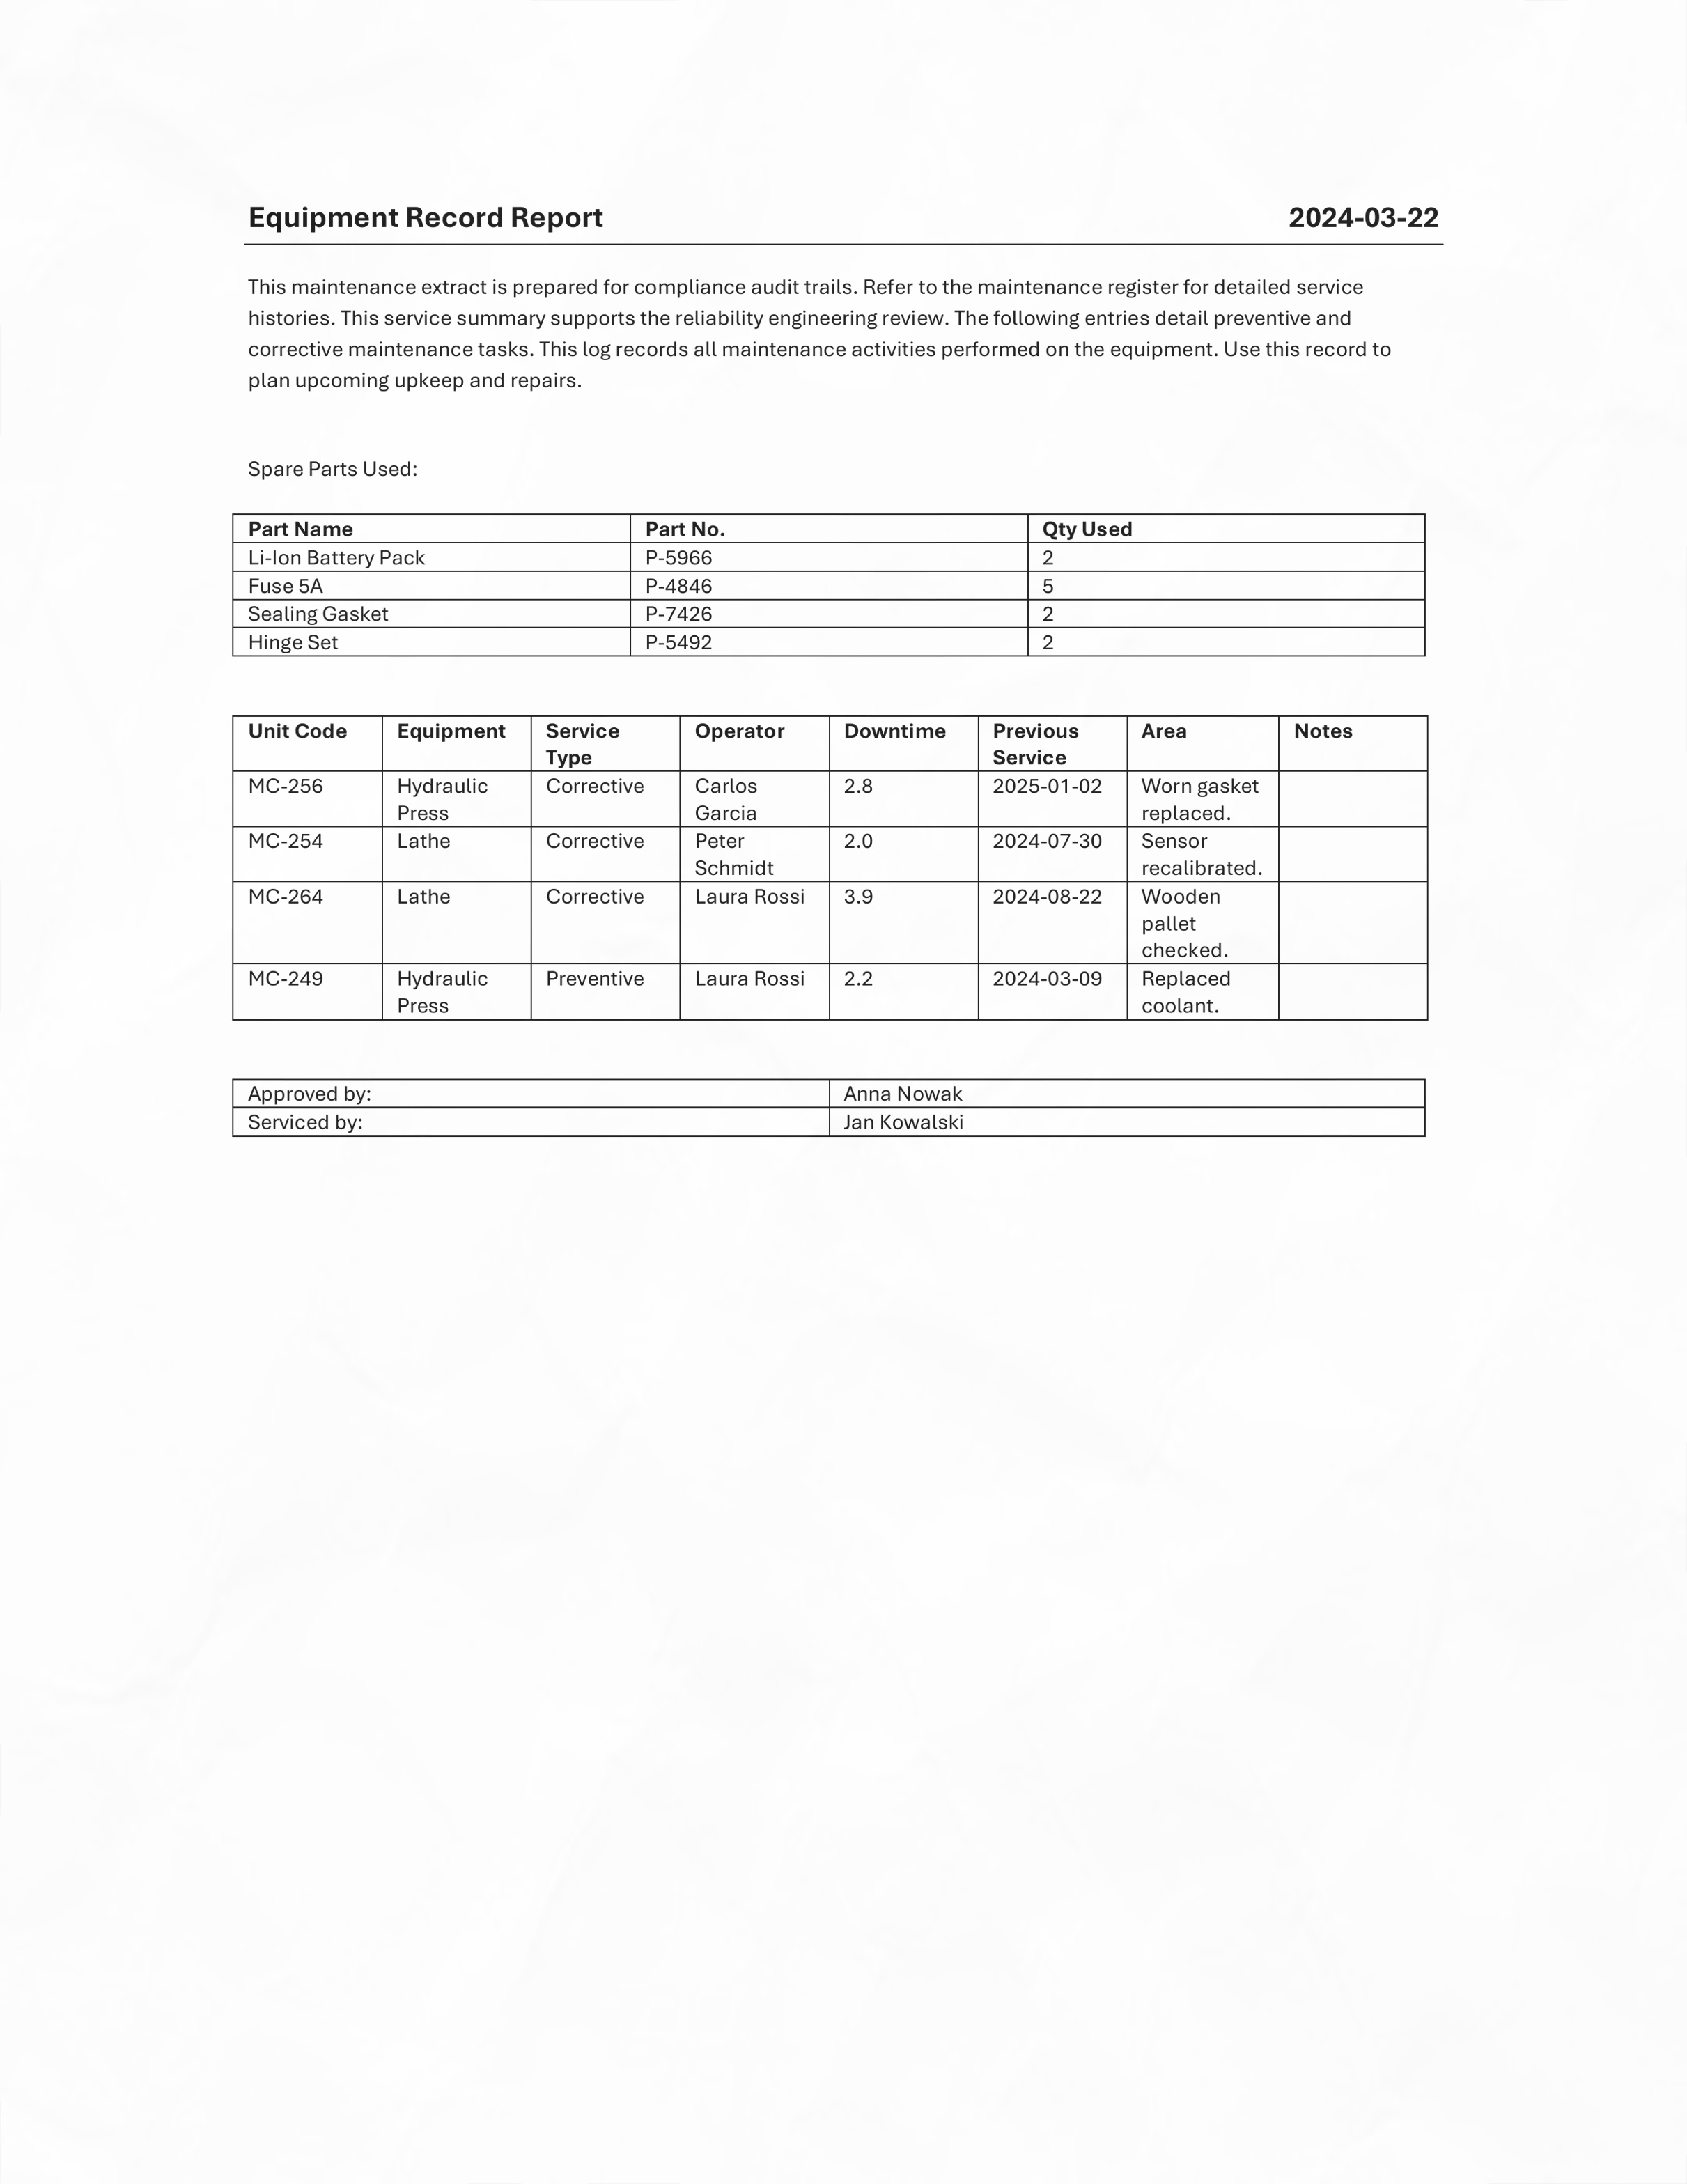 Equipment Record Report 2024-03-22
This maintenance extract is prepared for compliance audit trails. Refer to the maintenance register for detailed service
histories. This service summary supports the reliability engineering review. The following entries detail preventive and
corrective maintenance tasks. This log records all maintenance activities performed on the equipment. Use this record to
plan upcoming upkeep and repairs.
Spare Parts Used:
Part Name Part No. Qty Used
Li-Ion Battery Pack P-5966 2
Fuse 5A P-4846 5
Sealing Gasket P-7426 2
Hinge Set P-5492 2
Unit Code Equipment Service Operator Downtime Previous Area Notes
Type Service
MC-256 Hydraulic Corrective Carlos 2.8 2025-01-02 Worn gasket
Press Garcia replaced.
MC-254 Lathe Corrective Peter 2.0 2024-07-30 Sensor
Schmidt recalibrated.
MC-264 Lathe Corrective Laura Rossi 3.9 2024-08-22 Wooden
pallet
checked.
MC-249 Hydraulic Preventive Laura Rossi 2.2 2024-03-09 Replaced
Press coolant.
Approved by: Anna Nowak
Serviced by: Jan Kowalski